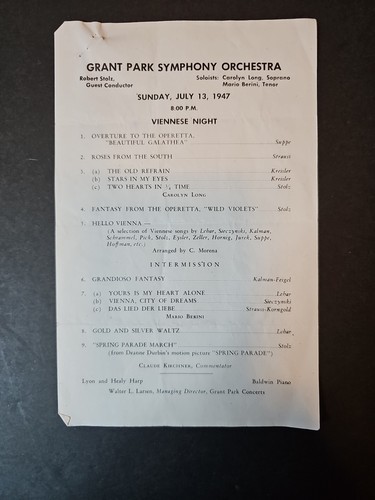 GRANT PARK SYMPHONY ORCHESTRA
Robert Stolz, Soloists: Carolyn Long, Soprano
Guest Conductor Mario Berini, Tenor
SUNDAY, JULY 13, 1947
8:00 P.M.
VIENNESE NIGHT
1. OVERTURE TO THE OPERETTA,
"BEAUTIFUL GALATHEA" Suppe
2. ROSES FROM THE SOUTH Strauss
3. (a) THE OLD REFRAIN Kreisler
(b) STARS IN MY EYES Kreisler
(c) TWO HEARTS IN ¾ TIME Stolz
CAROLYN LONG
4. FANTASY FROM THE OPERETTA, "WILD VIOLETS" Stolz
5. HELLO VIENNA—
(A selection of Viennese songs by Lehar, Sieczynski, Kalman,
Schrammel, Pick, Stolz, Eysler, Zeller, Hornig, Jurek, Suppe,
Hoffman, etc.)
Arranged by C. Morena
INTERMISSION
6. GRANDIOSO FANTASY Kalman-Feigel
7. (a) YOURS IS MY HEART ALONE Lehar
(b) VIENNA, CITY OF DREAMS Sieczynski
(c) DAS LIED DER LIEBE Strauss-Korngold
MARIO BERINI
8. GOLD AND SILVER WALTZ Lehar
9. "SPRING PARADE MARCH" Stolz
(from Deanne Durbin's motion picture "SPRING PARADE")
CLAUDE KIRCHNER, Commentator
Lyon and Healy Harp Baldwin Piano
Walter L. Larsen, Managing Director, Grant Park Concerts